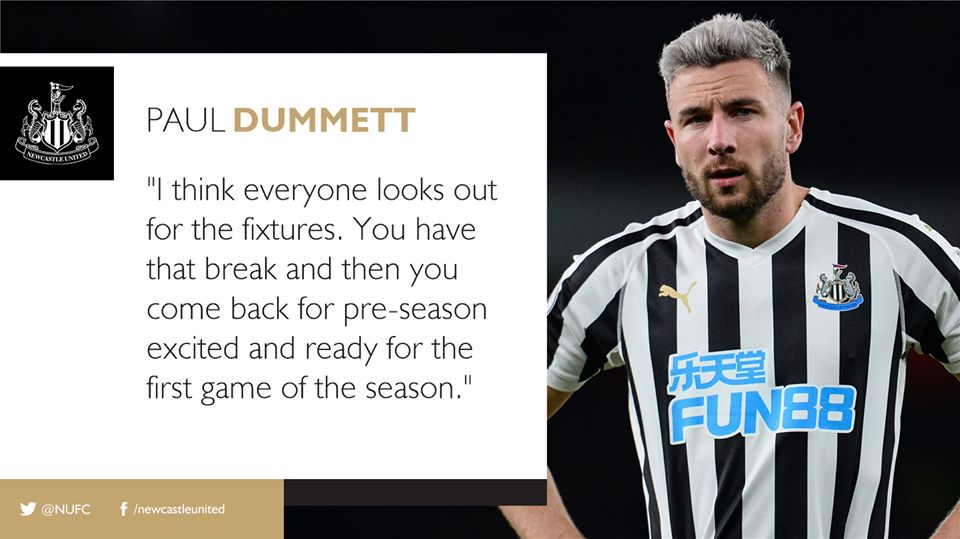 NEWCASTLE UNITED
PAUL DUMMETT
"I think everyone looks out
for the fixtures. You have
that break and then you
come back for pre-season
excited and ready for the
first game of the season."
@NUFC
/newcastleunited
乐天堂
FUN88